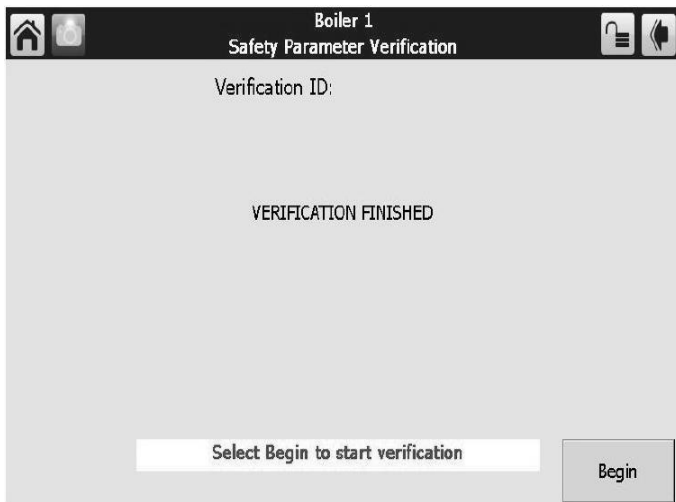 Boiler 1
Safety Parameter Verification
Verification ID:
VERIFICATION FINISHED
Select Begin to start verification
Begin